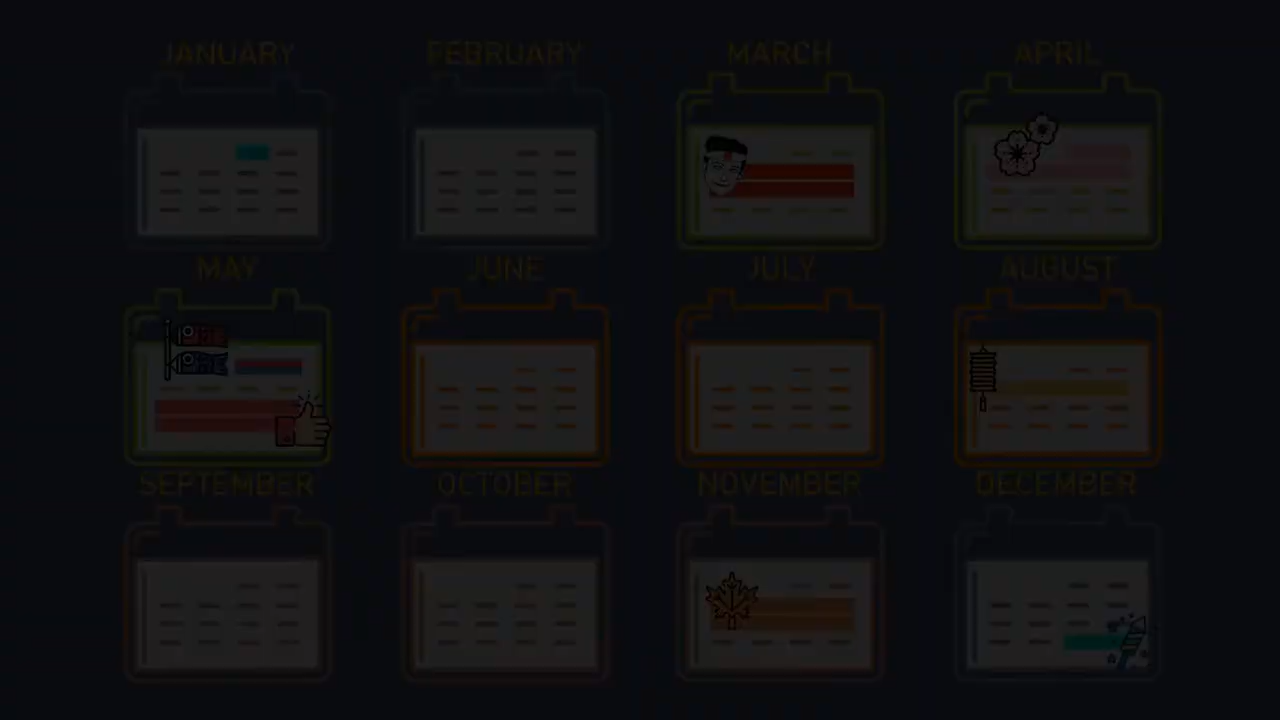 JANUARY FEBRUARY MARCH APRIL
MAY JUNE JULY AUGUST
SEPTEMBER OCTOBER NOVEMBER DECEMBER